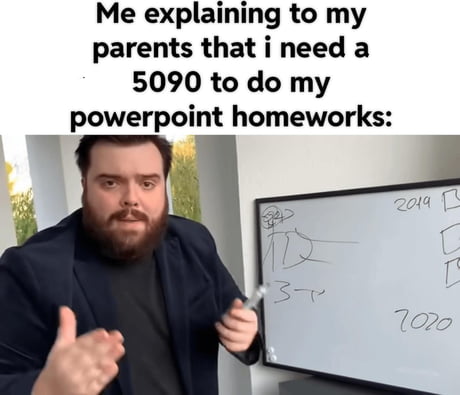 Me explaining to my
parents that i need a
5090 to do my
powerpoint homeworks:
2019
2020